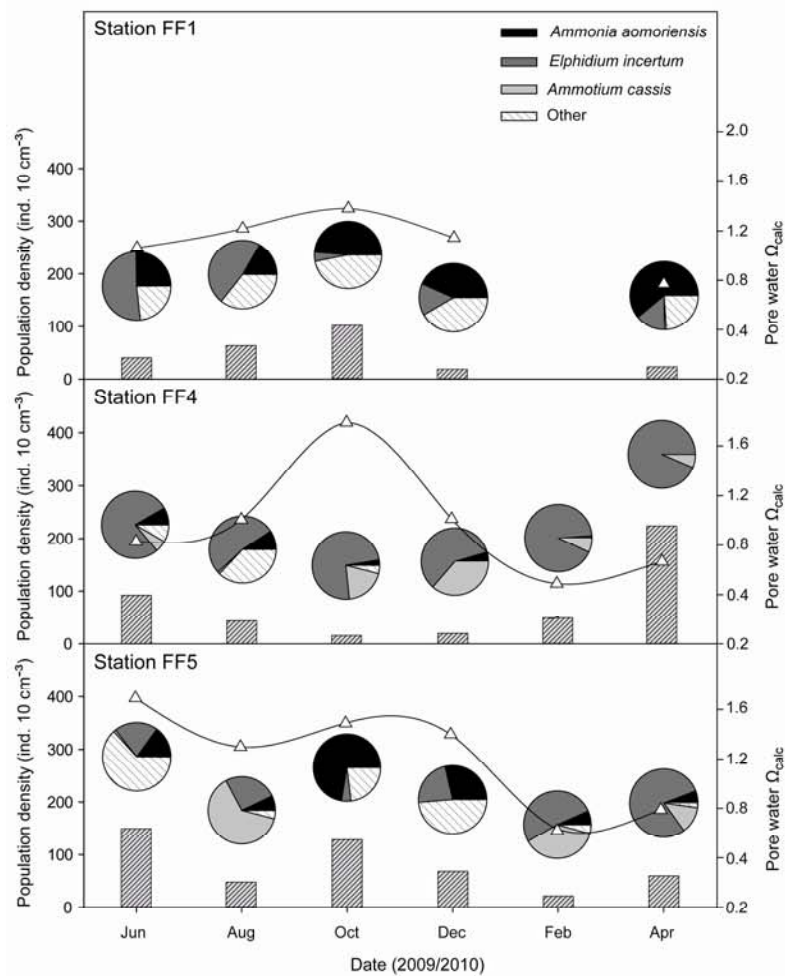 Station FF1
Ammonia aomoriensis
Elphidium incertum
Ammotium cassis
Other
Population density (ind. 10 cm⁻³)
400
300
200
100
0
Pore water Ωcalc
2.0
1.6
1.2
0.8
0.4
0.2
Station FF4
Population density (ind. 10 cm⁻³)
400
300
200
100
0
Pore water Ωcalc
1.6
1.2
0.8
0.4
0.2
Station FF5
Population density (ind. 10 cm⁻³)
400
300
200
100
0
Pore water Ωcalc
1.6
1.2
0.8
0.4
0.2
Jun Aug Oct Dec Feb Apr
Date (2009/2010)